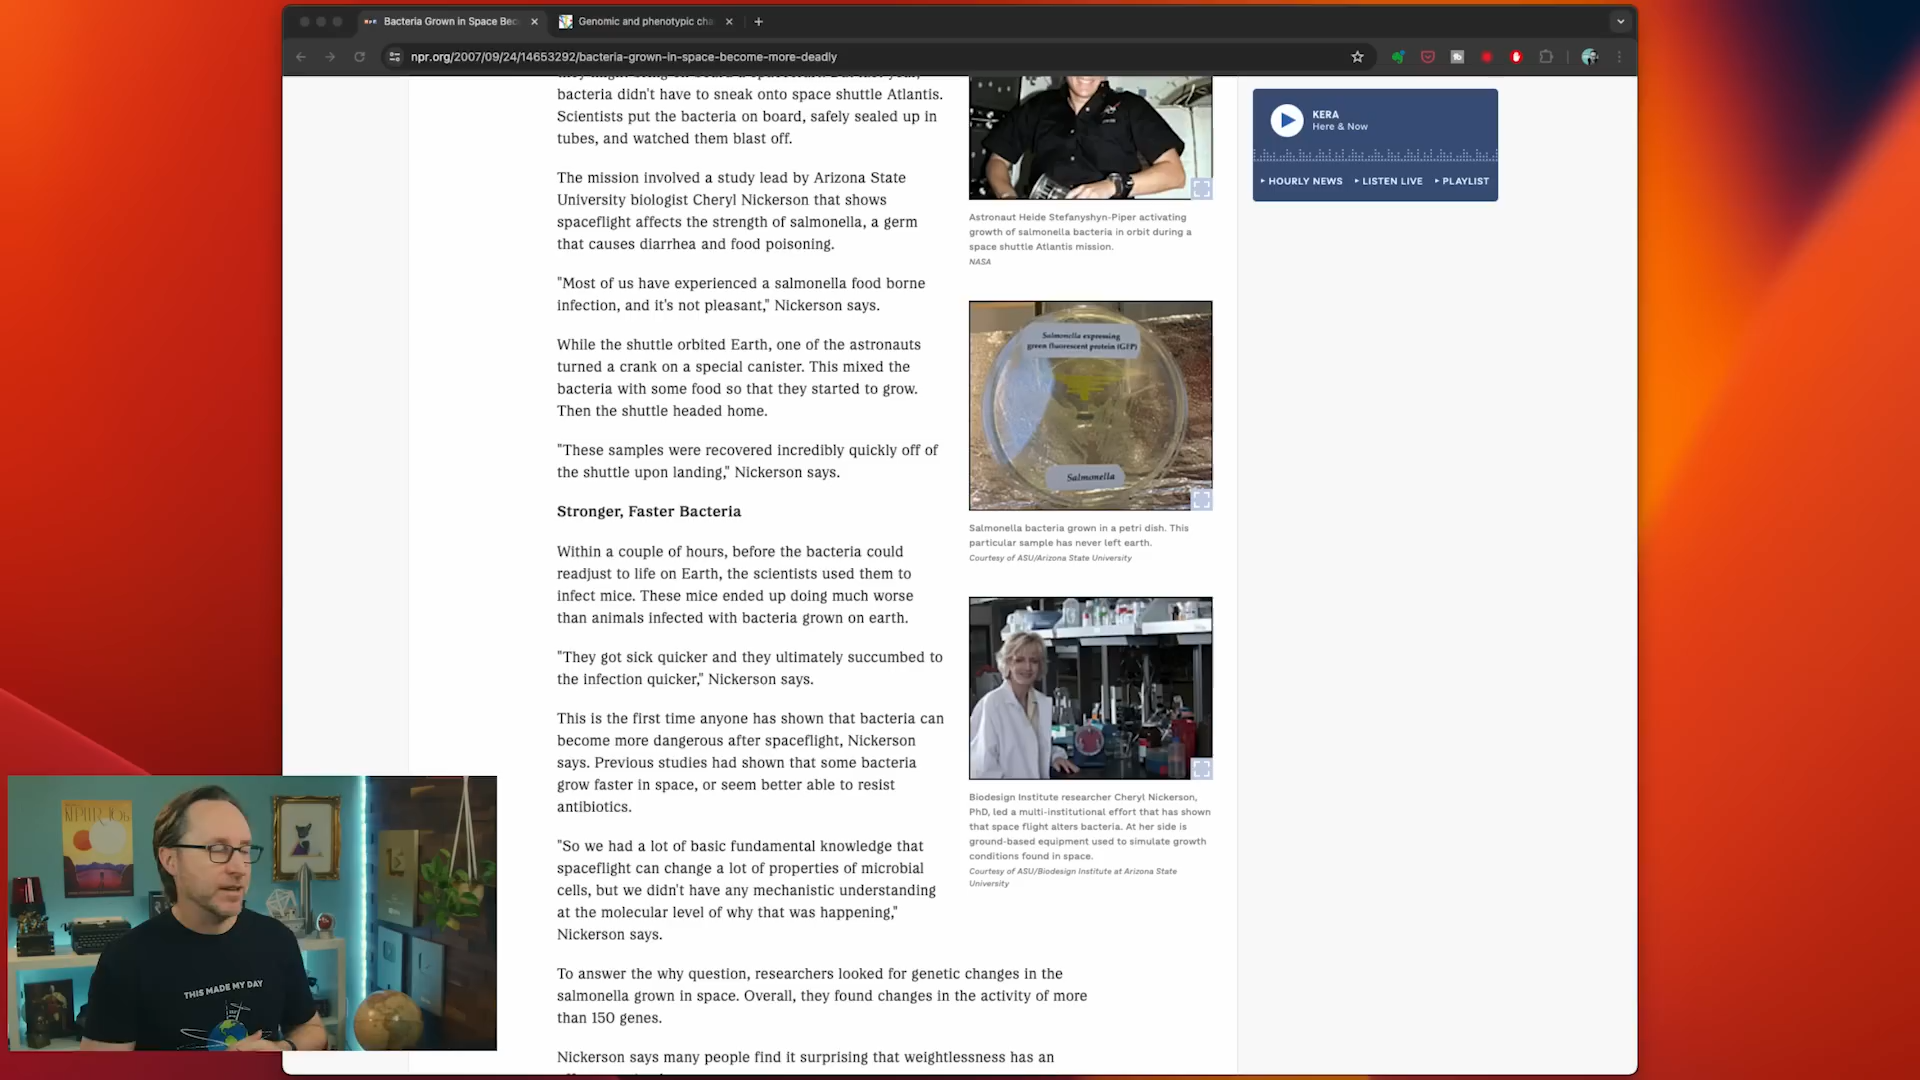 Bacteria Grown in Space Bec
Genomic and phenotypic cha
npr.org/2007/09/24/14653292/bacteria-grown-in-space-become-more-deadly
bacteria didn't have to sneak onto space shuttle Atlantis.
Scientists put the bacteria on board, safely sealed up in
tubes, and watched them blast off.
The mission involved a study lead by Arizona State
University biologist Cheryl Nickerson that shows
spaceflight affects the strength of salmonella, a germ
that causes diarrhea and food poisoning.
"Most of us have experienced a salmonella food borne
infection, and it's not pleasant," Nickerson says.
While the shuttle orbited Earth, one of the astronauts
turned a crank on a special canister. This mixed the
bacteria with some food so that they started to grow.
Then the shuttle headed home.
"These samples were recovered incredibly quickly off of
the shuttle upon landing," Nickerson says.
Stronger, Faster Bacteria
Within a couple of hours, before the bacteria could
readjust to life on Earth, the scientists used them to
infect mice. These mice ended up doing much worse
than animals infected with bacteria grown on earth.
"They got sick quicker and they ultimately succumbed to
the infection quicker," Nickerson says.
This is the first time anyone has shown that bacteria can
become more dangerous after spaceflight, Nickerson
says. Previous studies had shown that some bacteria
grow faster in space, or seem better able to resist
antibiotics.
"So we had a lot of basic fundamental knowledge that
spaceflight can change a lot of properties of microbial
cells, but we didn't have any mechanistic understanding
at the molecular level of why that was happening,"
Nickerson says.
To answer the why question, researchers looked for genetic changes in the
salmonella grown in space. Overall, they found changes in the activity of more
than 150 genes.
Nickerson says many people find it surprising that weightlessness has an
Astronaut Heide Stefanyshyn-Piper activating
growth of salmonella bacteria in orbit during a
space shuttle Atlantis mission.
NASA
Salmonella expressing
green fluorescent protein (GFP)
Salmonella
Salmonella bacteria grown in a petri dish. This
particular sample has never left earth.
Courtesy of ASU/Arizona State University
Biodesign Institute researcher Cheryl Nickerson,
PhD, led a multi-institutional effort that has shown
that space flight alters bacteria. At her side is
ground-based equipment used to simulate growth
conditions found in space.
Courtesy of ASU/Biodesign Institute at Arizona State
University
KERA
Here & Now
HOURLY NEWS
LISTEN LIVE
PLAYLIST
THIS MADE MY DAY